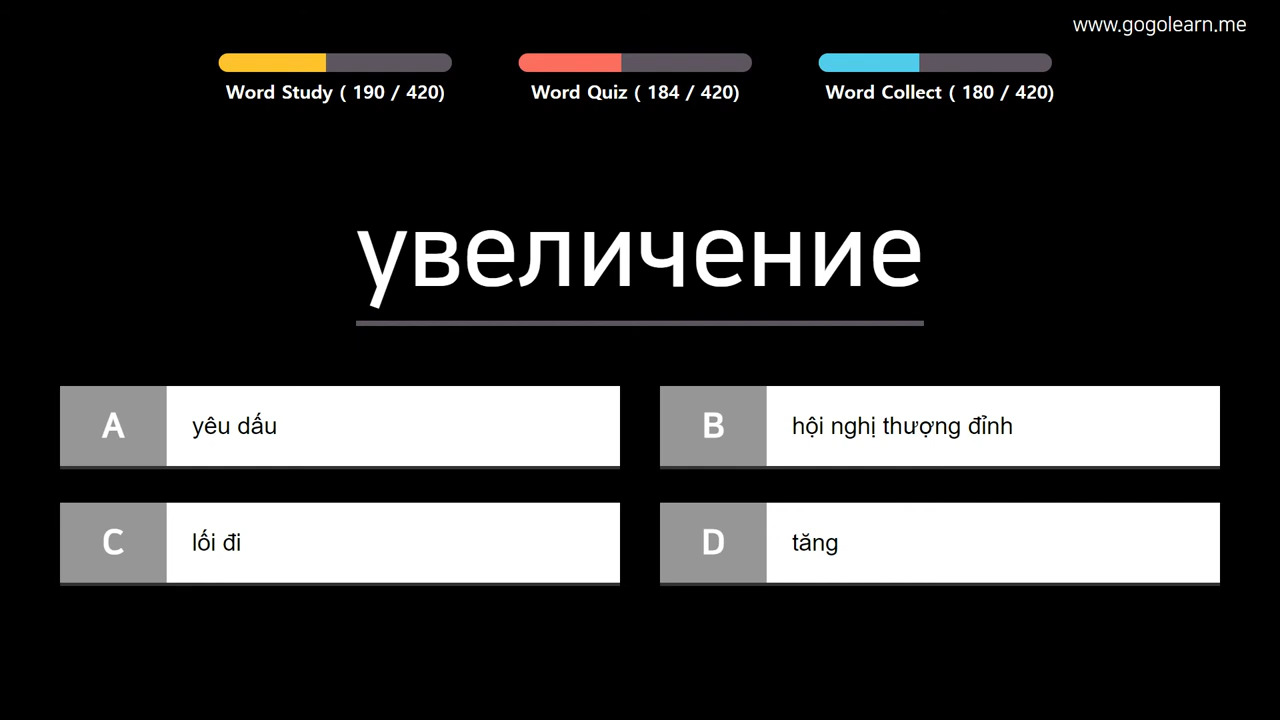 www.gogolearn.me
Word Study ( 190 / 420)
Word Quiz ( 184 / 420)
Word Collect ( 180 / 420)
увеличение
A yêu dấu
B hội nghị thượng đỉnh
C lối đi
D tăng